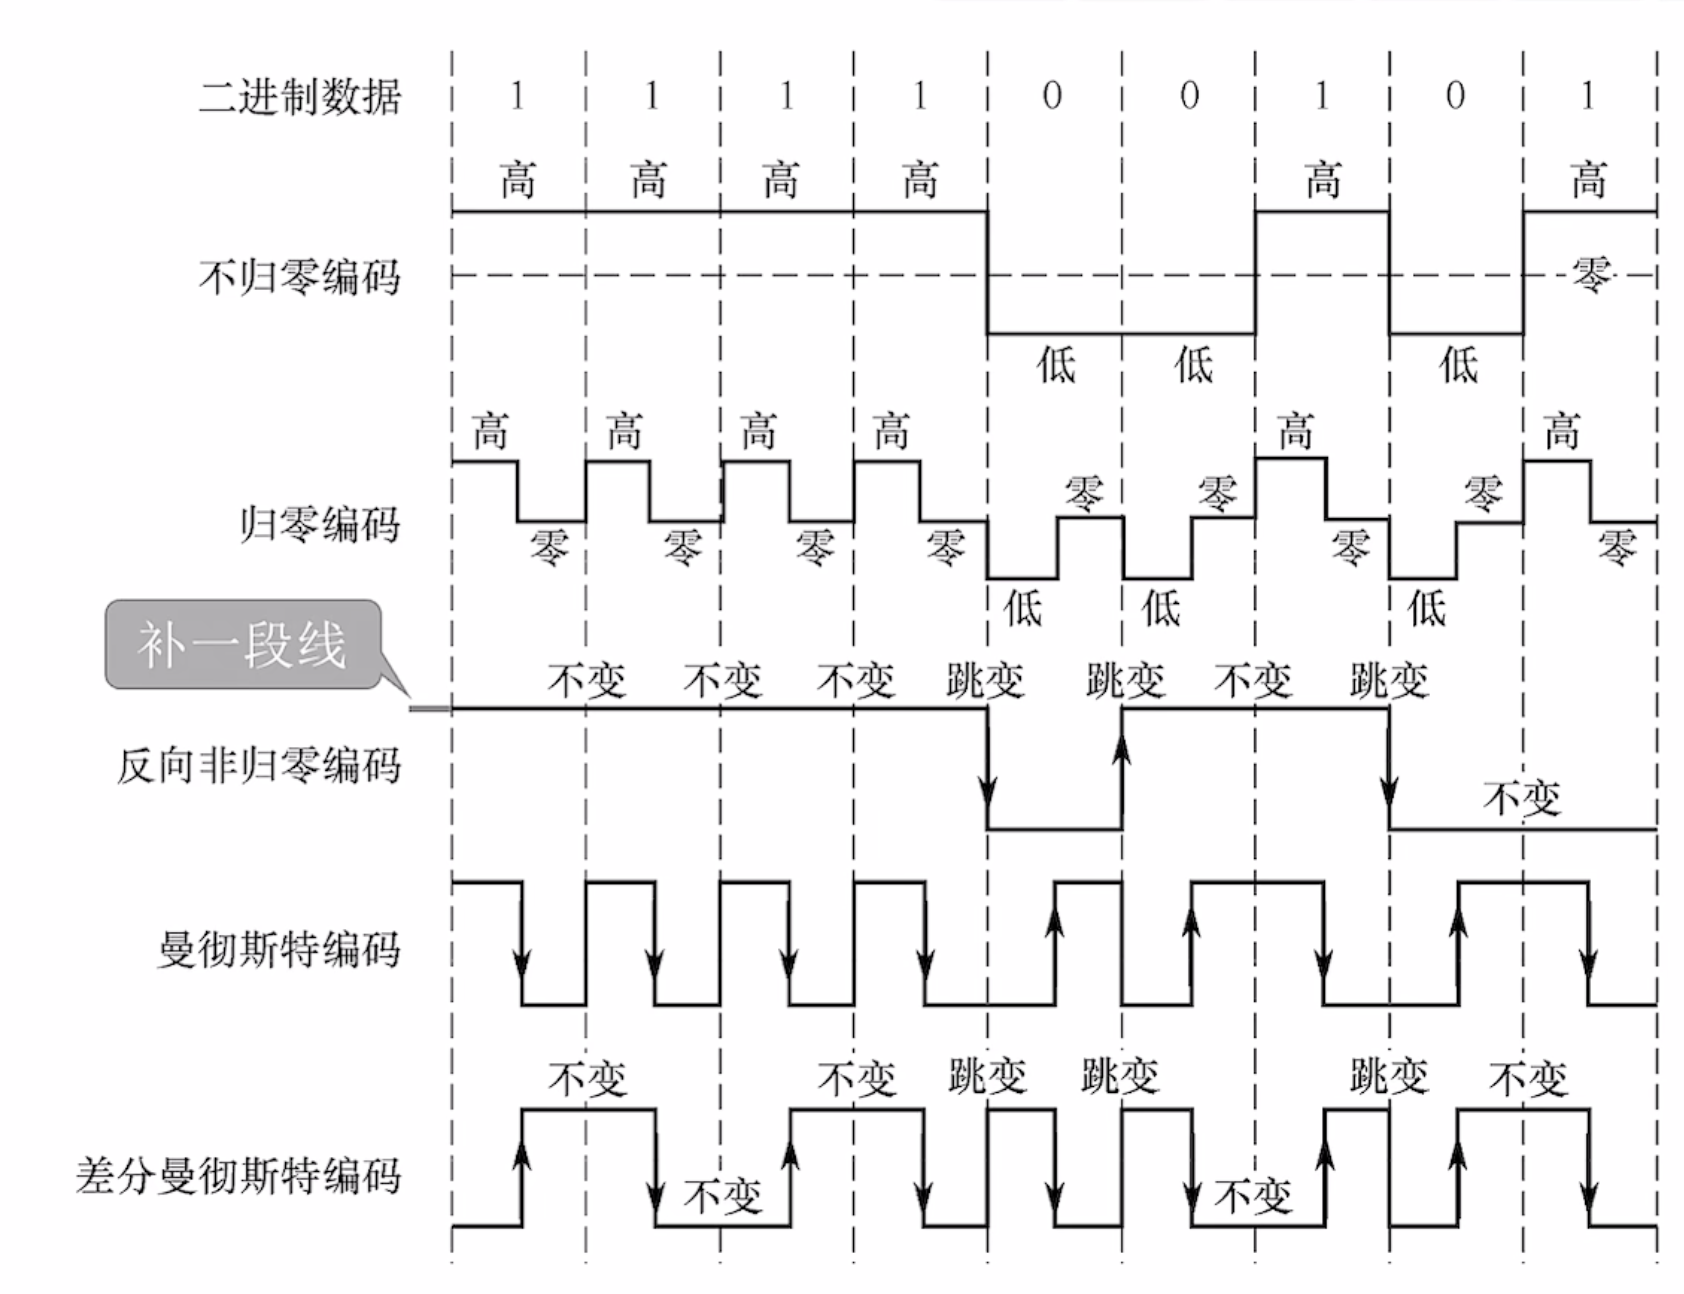 二进制数据 1 1 1 1 0 0 1 0 1
高 高 高 高 高 高
不归零编码 零
低 低 低
高 高 高 高 高 高
零 零 零
归零编码
零 零 零 零 零 零
低 低 低
补一段线
不变 不变 不变 跳变 跳变 不变 跳变
反向非归零编码
不变
曼彻斯特编码
不变 不变 跳变 跳变 跳变 不变
差分曼彻斯特编码
不变 不变